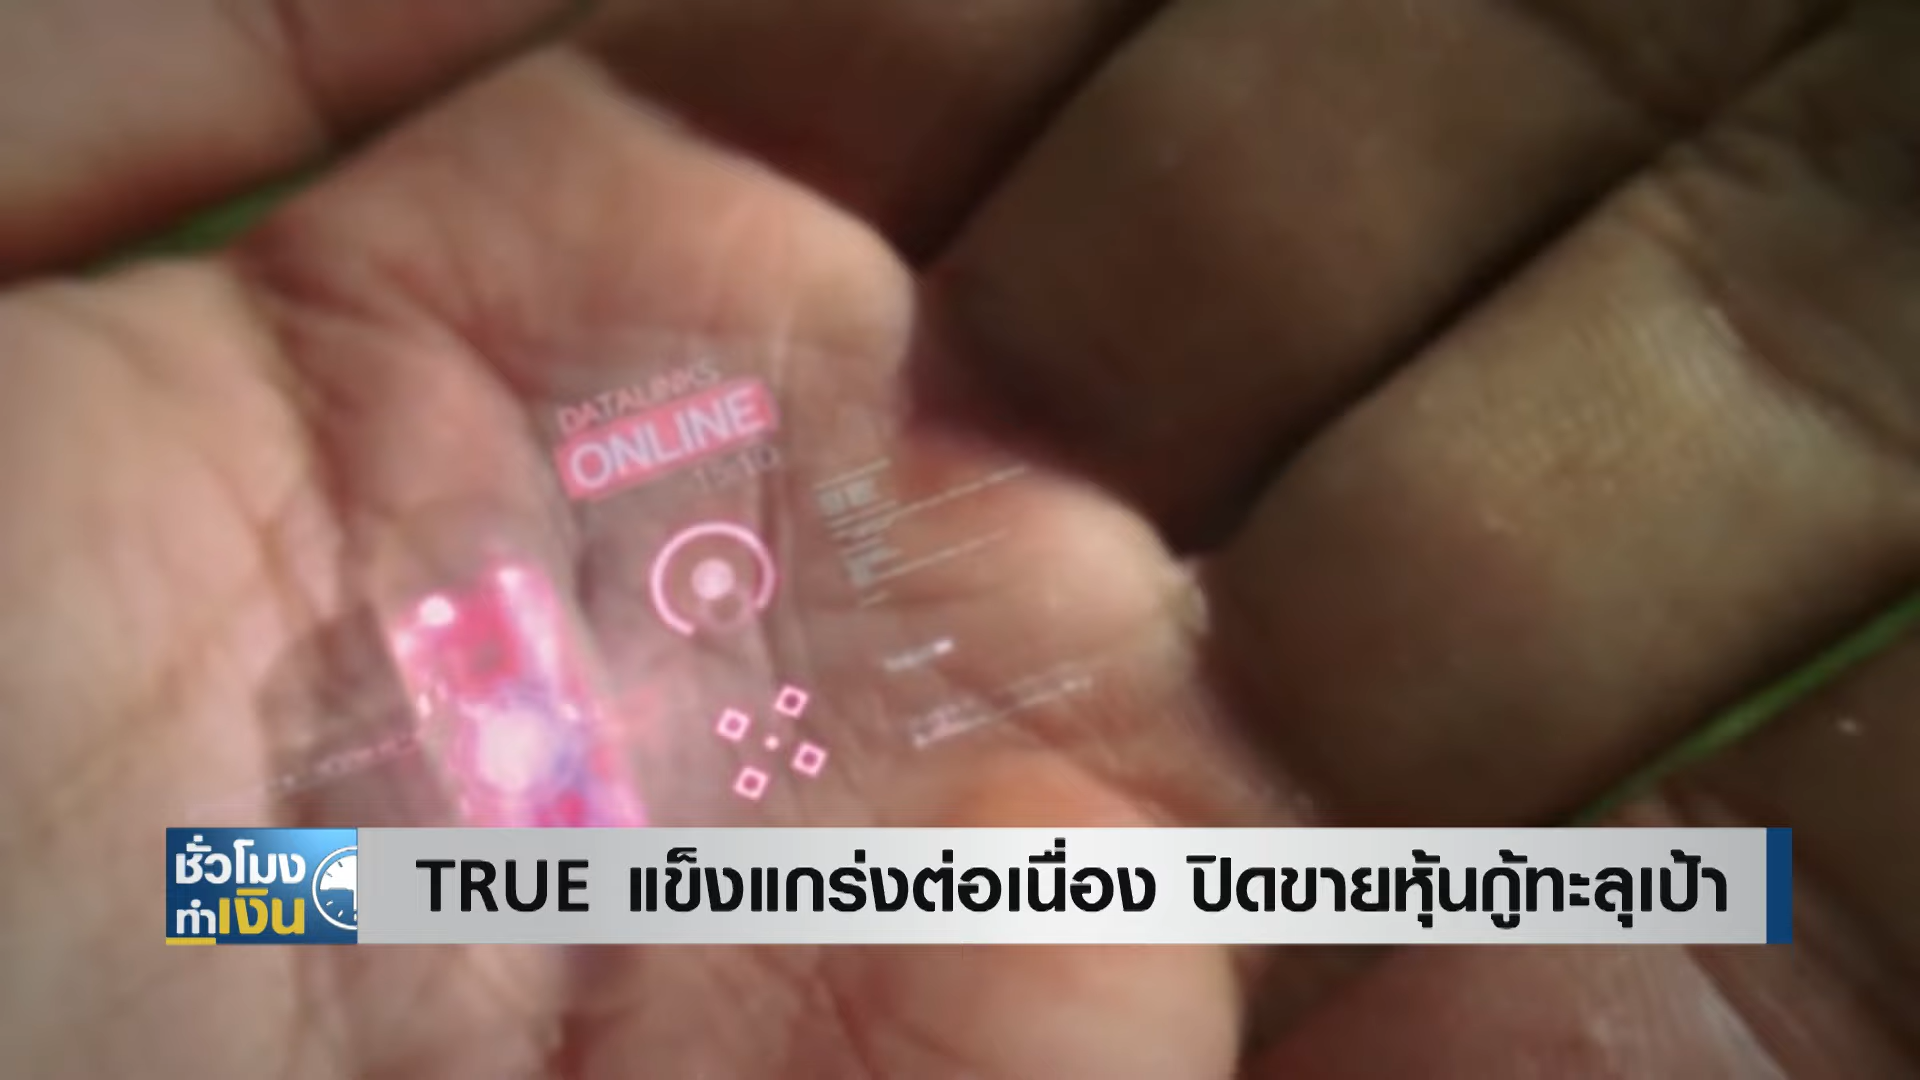 DATALINKS
ONLINE
15:10
ชั่วโมง
ทำเงิน
TRUE แข็งแกร่งต่อเนื่อง ปิดขายหุ้นกู้ทะลุเป้า